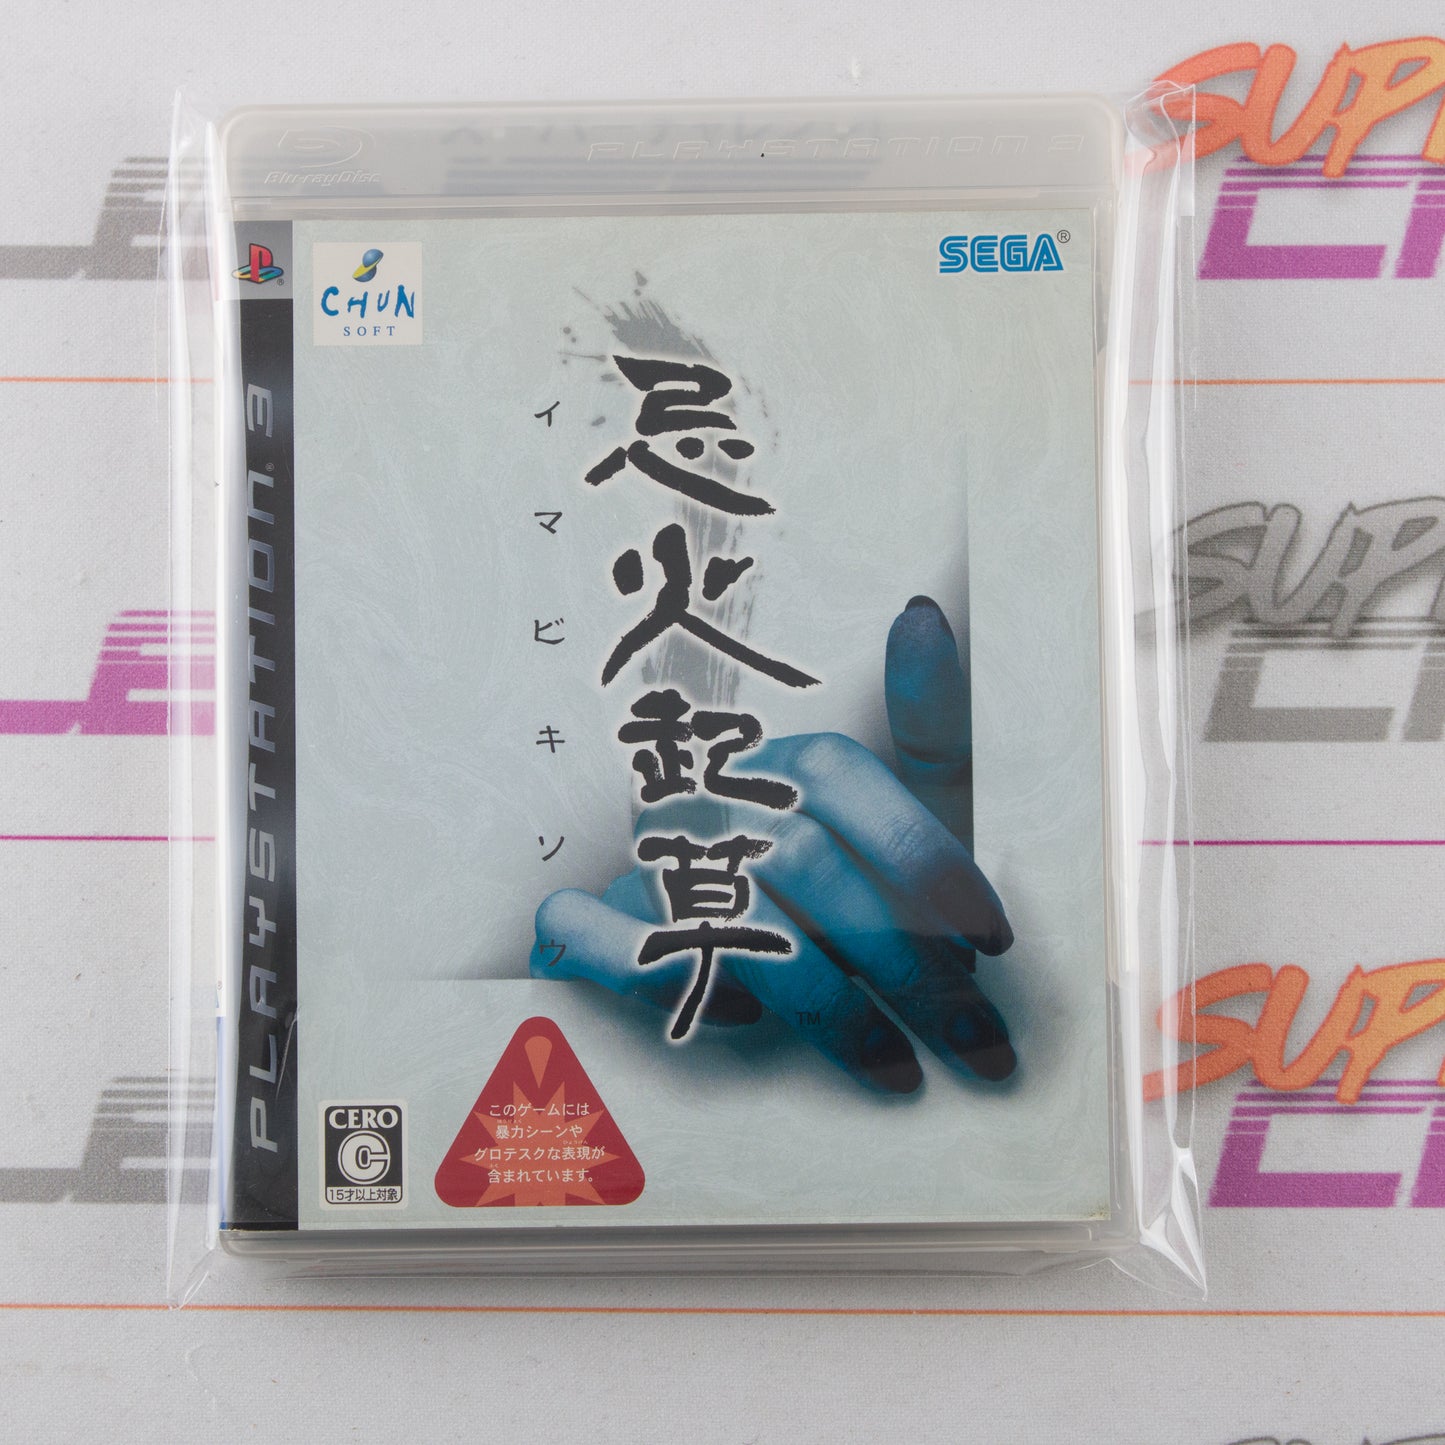 Blu-ray Disc
PLAYSTATION 3
PLAYSTATION®3
CHUN
SOFT
SEGA®
忌火起草
イマビキソウ
TM
CERO
C
15才以上対象
このゲームには
暴力シーンや
グロテスクな表現が
含まれています。
SUP
SUP
SUP